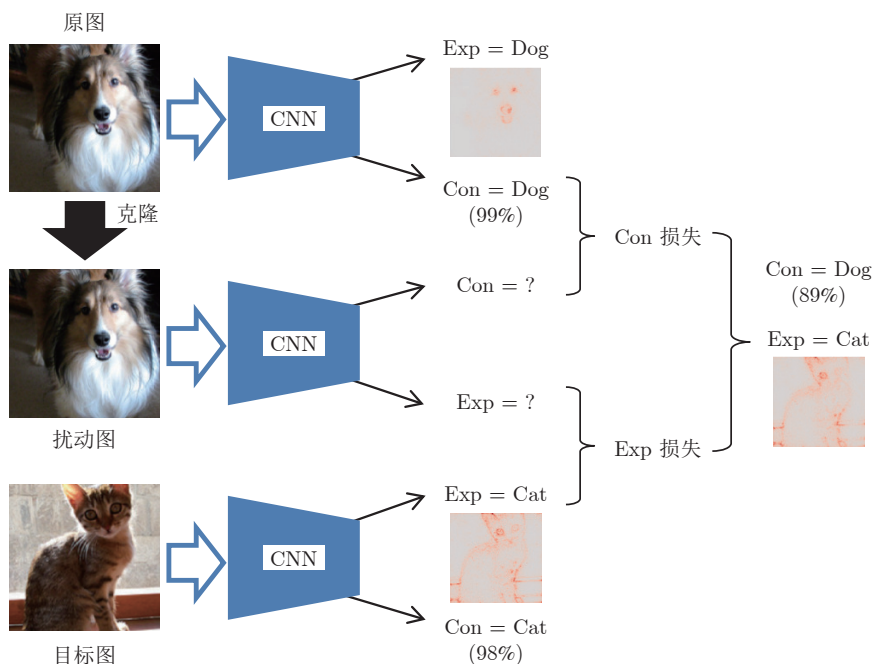 原图
CNN
Exp = Dog
Con = Dog
(99%)
克隆
Con 损失
CNN
Con = ?
Exp = ?
扰动图
Con = Dog
(89%)
Exp = Cat
Exp 损失
CNN
Exp = Cat
Con = Cat
(98%)
目标图